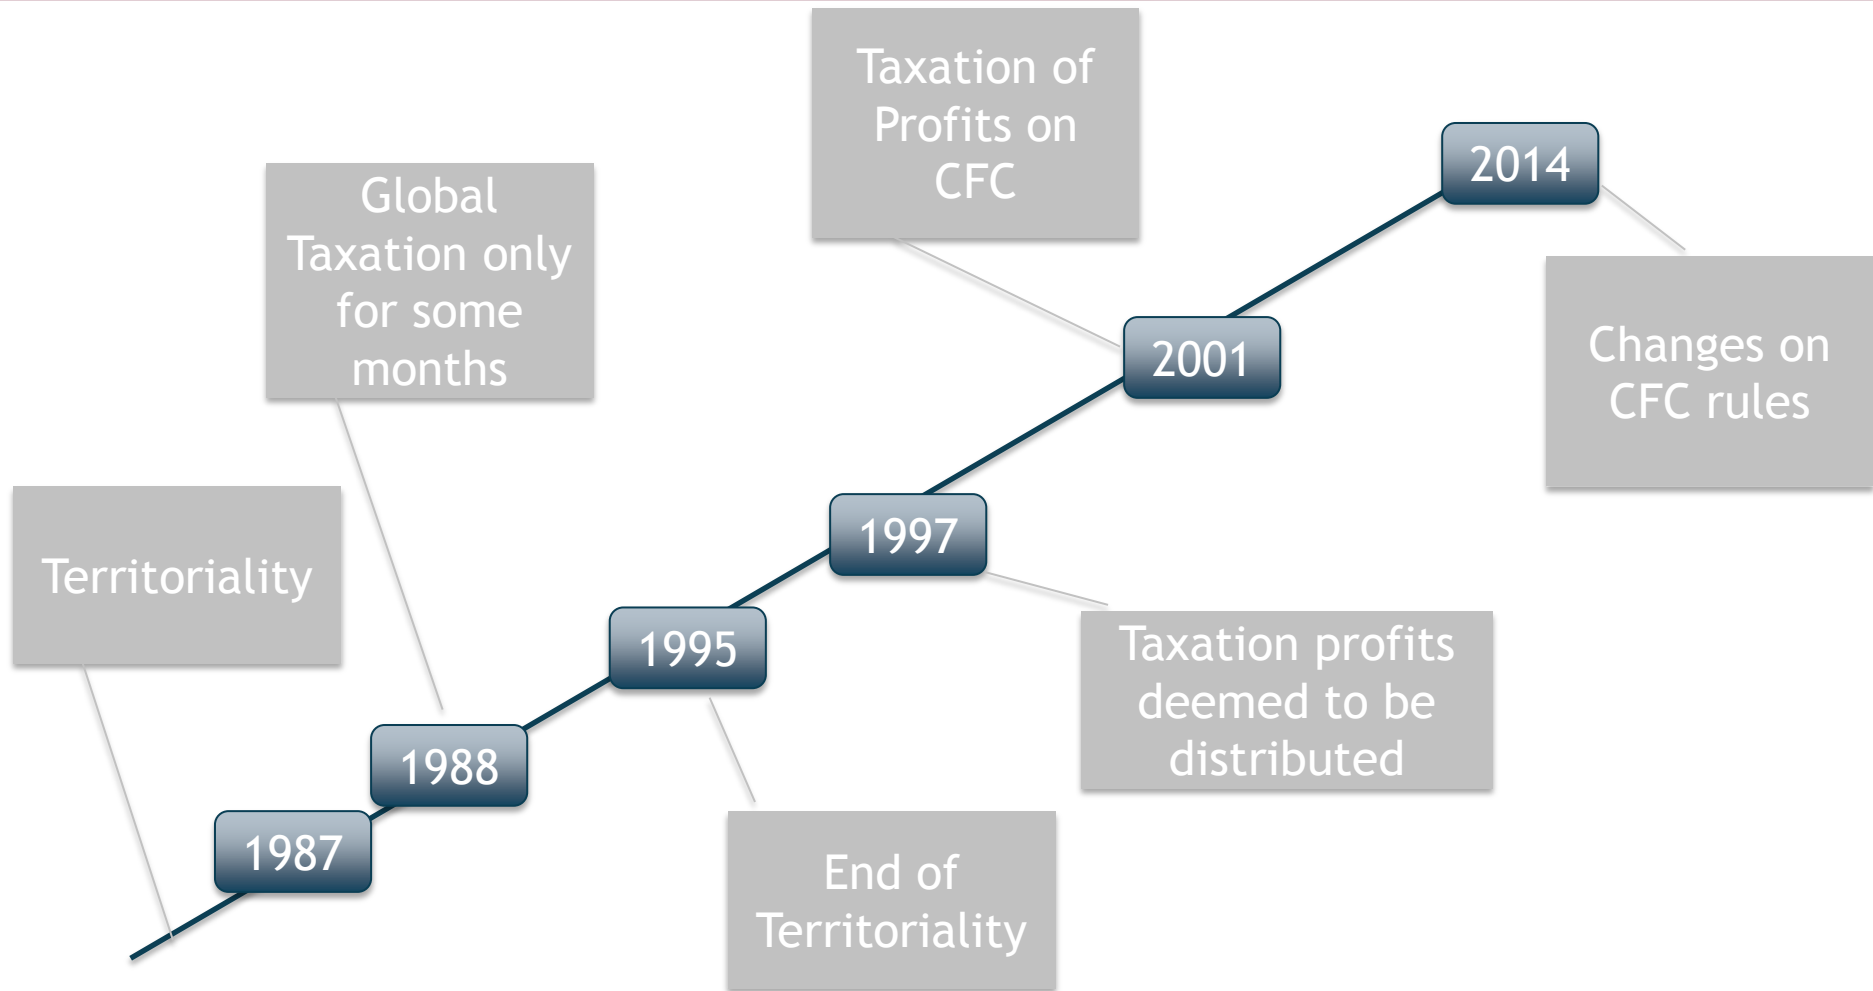 Taxation of
Profits on
CFC
2014
Global
Taxation only
for some
months
Changes on
CFC rules
2001
Territoriality
1997
1995
Taxation profits
deemed to be
distributed
1988
1987
End of
Territoriality